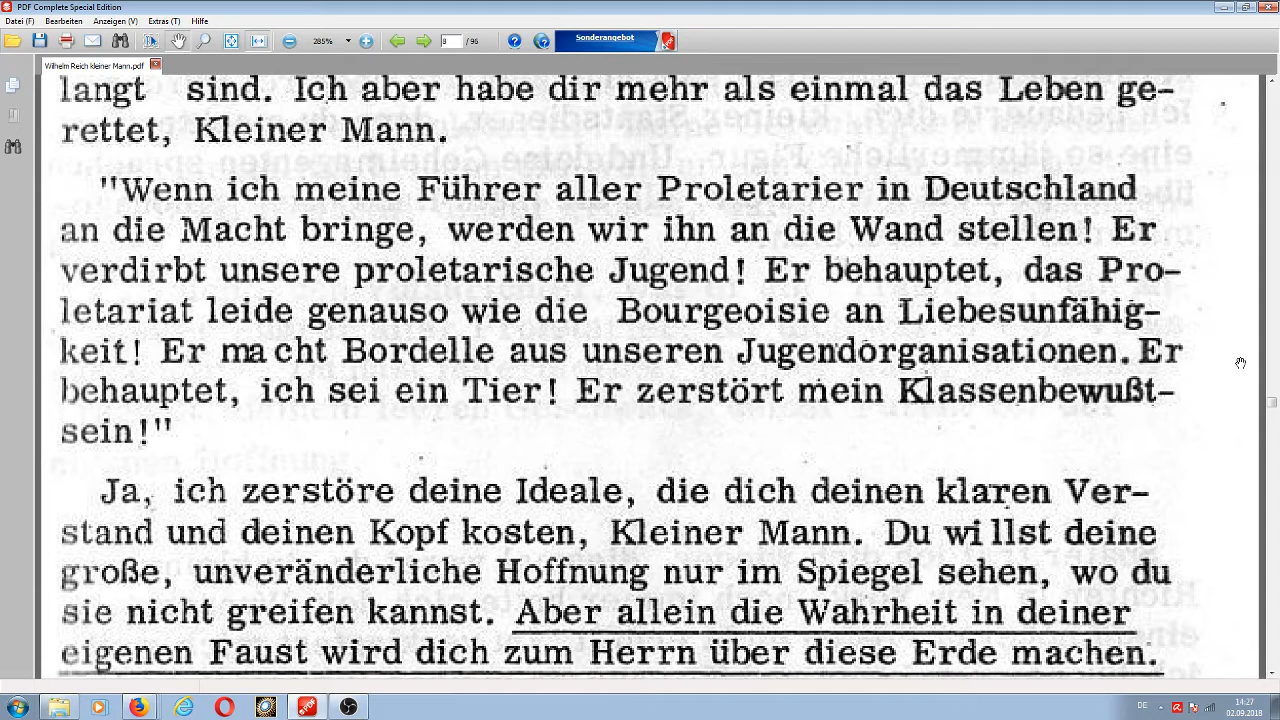 PDF Complete Special Edition
Datei (F) Bearbeiten Anzeigen (V) Extras (T) Hilfe
285% 8 / 96 Sonderangebot
Wilhelm Reich kleiner Mann.pdf
langt sind. Ich aber habe dir mehr als einmal das Leben ge-
rettet, Kleiner Mann.
"Wenn ich meine Führer aller Proletarier in Deutschland
an die Macht bringe, werden wir ihn an die Wand stellen! Er
verdirbt unsere proletarische Jugend! Er behauptet, das Pro-
letariat leide genauso wie die Bourgeoisie an Liebesunfähig-
keit! Er macht Bordelle aus unseren Jugendorganisationen. Er
behauptet, ich sei ein Tier! Er zerstört mein Klassenbewußt-
sein!"
Ja, ich zerstöre deine Ideale, die dich deinen klaren Ver-
stand und deinen Kopf kosten, Kleiner Mann. Du willst deine
große, unveränderliche Hoffnung nur im Spiegel sehen, wo du
sie nicht greifen kannst. Aber allein die Wahrheit in deiner
eigenen Faust wird dich zum Herrn über diese Erde machen.
DE 14:27
02.09.2018